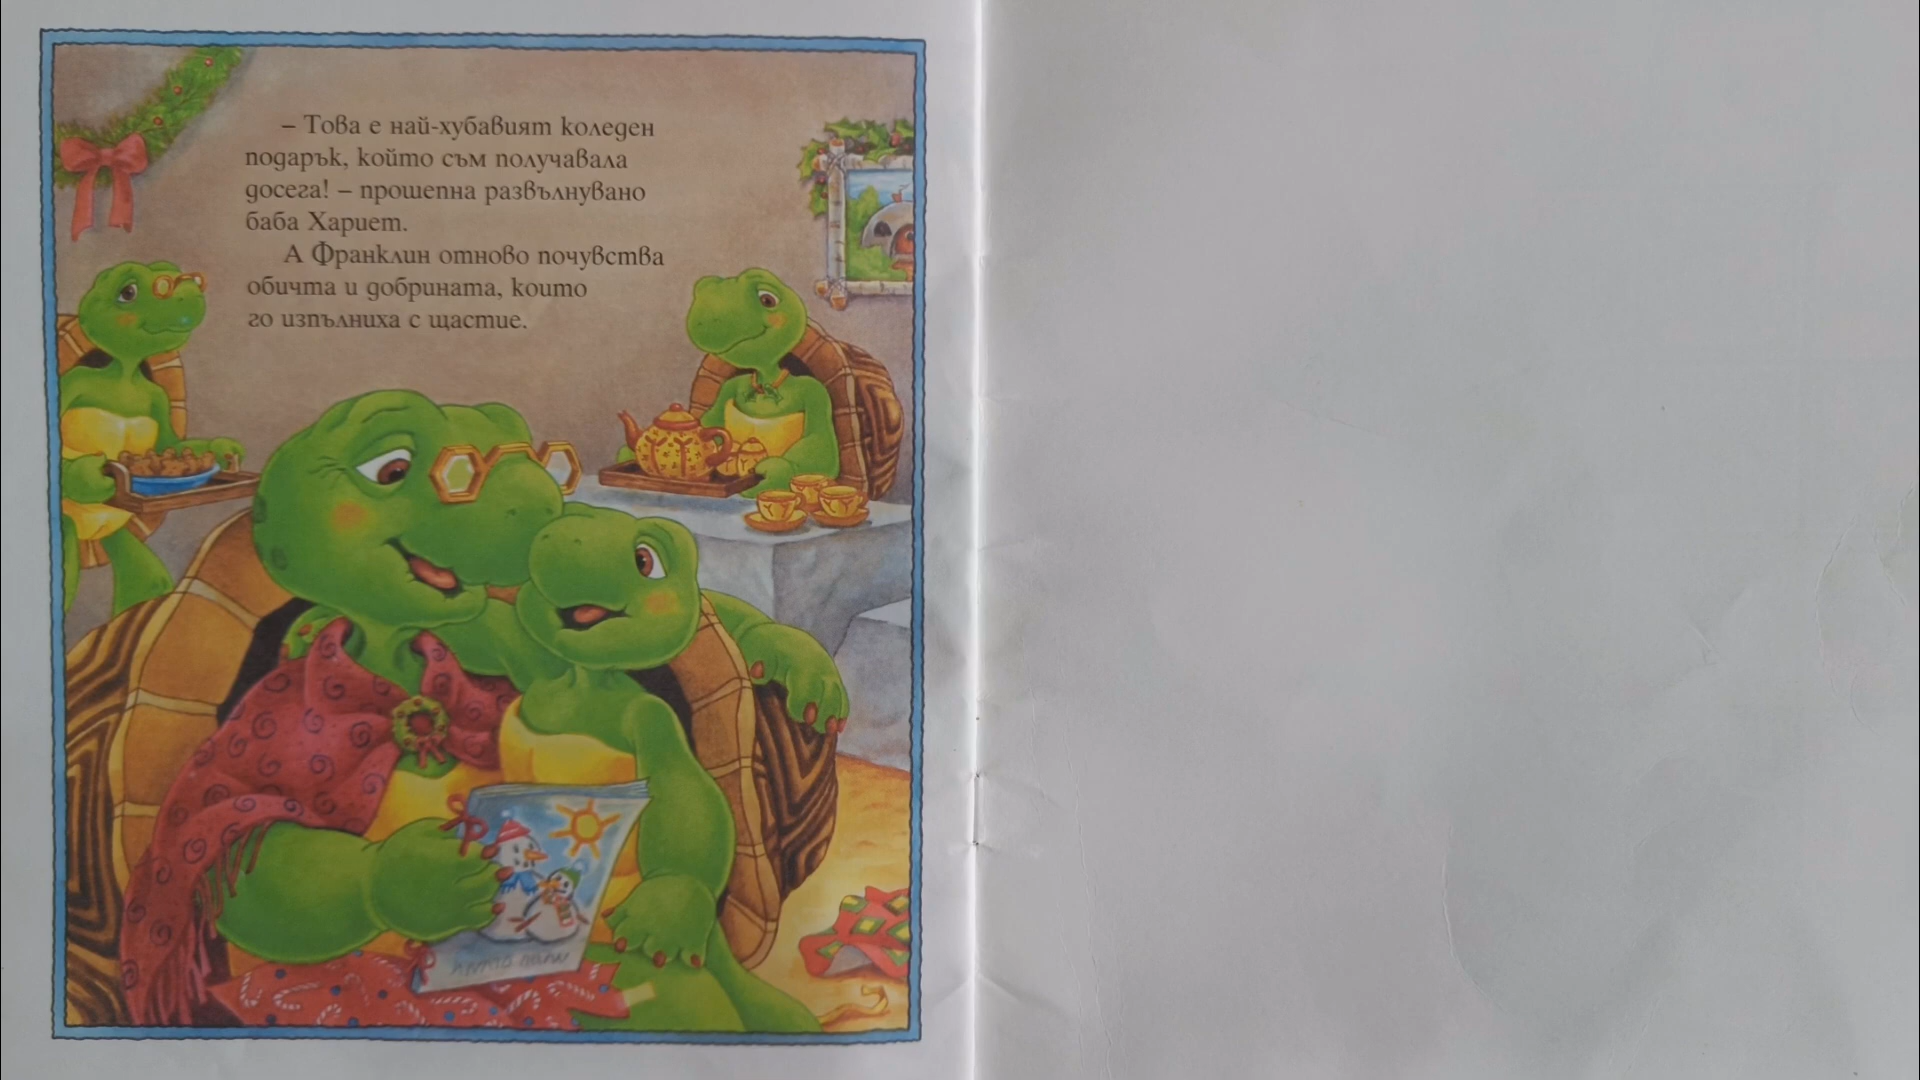 – Това е най-хубавият коледен
подарък, който съм получавала
досега! – прошепна развълнувано
баба Хариет.
А Франклин отново почувства
обичта и добрината, които
го изпълниха с щастие.